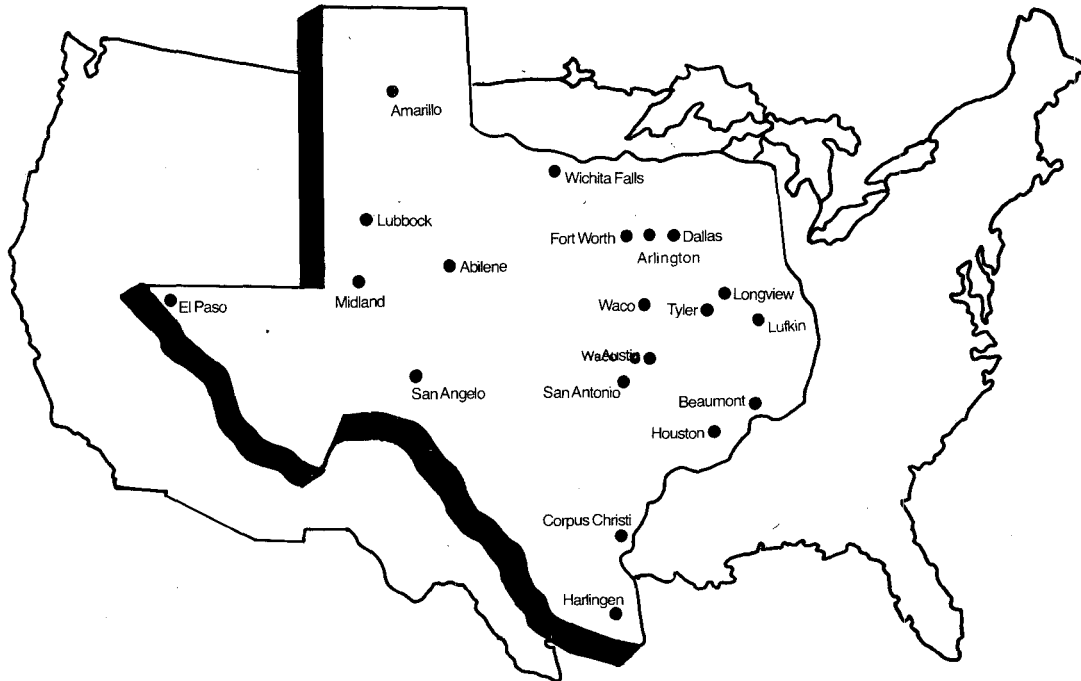 Amarillo
Wichita Falls
Lubbock
Fort Worth
Dallas
Arlington
Abilene
El Paso
Midland
Longview
Waco
Tyler
Lufkin
Waco
Austin
San Angelo
San Antonio
Beaumont
Houston
Corpus Christi
Harlingen